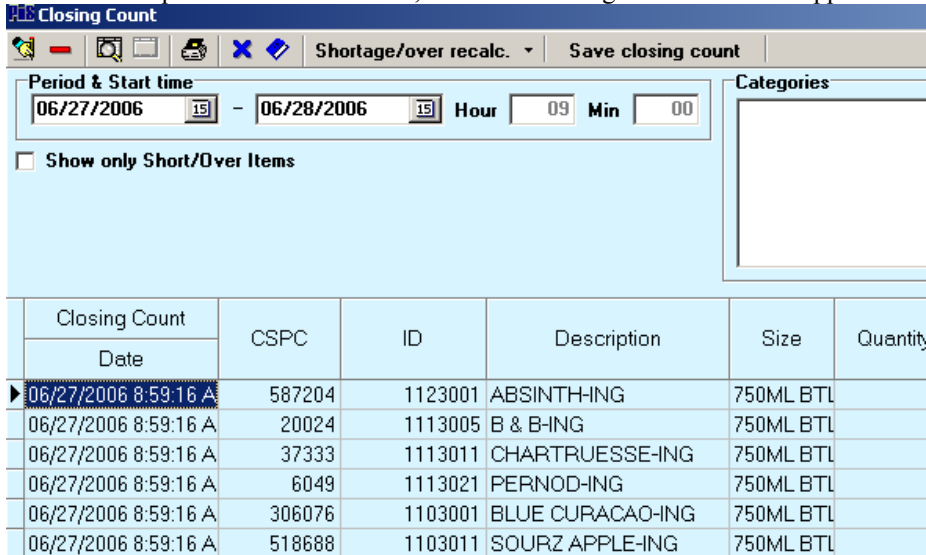 Closing Count
Shortage/over recalc. Save closing count
Period & Start time Categories
06/27/2006 15 - 06/28/2006 15 Hour 09 Min 00
Show only Short/Over Items
Closing Count CSPC ID Description Size Quantity
Date
06/27/2006 8:59:16 A 587204 1123001 ABSINTH-ING 750ML BTL
06/27/2006 8:59:16 A 20024 1113005 B & B-ING 750ML BTL
06/27/2006 8:59:16 A 37333 1113011 CHARTRUESSE-ING 750ML BTL
06/27/2006 8:59:16 A 6049 1113021 PERNOD-ING 750ML BTL
06/27/2006 8:59:16 A 306076 1103001 BLUE CURACAO-ING 750ML BTL
06/27/2006 8:59:16 A 518688 1103011 SOURZ APPLE-ING 750ML BTL